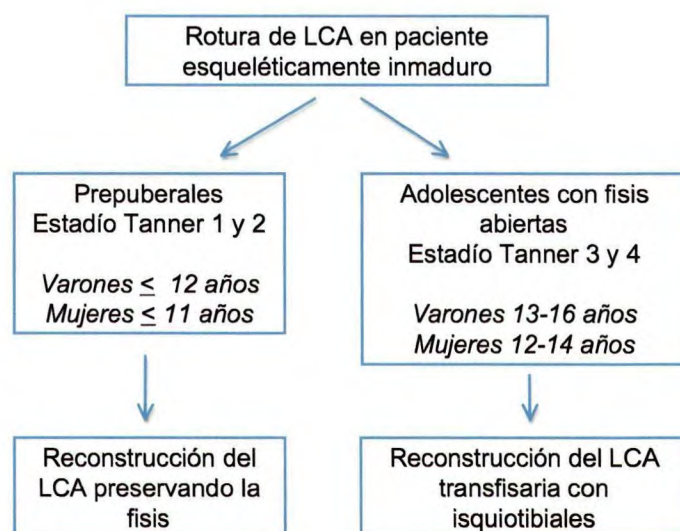 Rotura de LCA en paciente
esqueléticamente inmaduro
Prepuberales
Estadío Tanner 1 y 2
Varones ≤ 12 años
Mujeres ≤ 11 años
Adolescentes con fisis
abiertas
Estadío Tanner 3 y 4
Varones 13-16 años
Mujeres 12-14 años
Reconstrucción del
LCA preservando la
fisis
Reconstrucción del LCA
transfisaria con
isquiotibiales